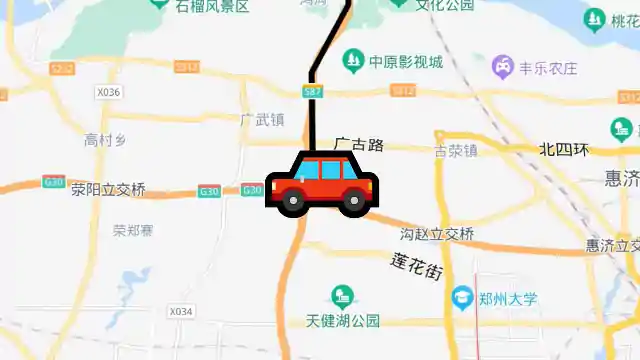 石榴风景区
文化公园
桃花
中原影视城
丰乐农庄
S252
S312
X036
S87
S312
S312
广武镇
高村乡
广古路
古荥镇
北四环
惠济
G30
荥阳立交桥
G30
G30
荥郑寨
沟赵立交桥
惠济立交
莲花街
X034
天健湖公园
郑州大学